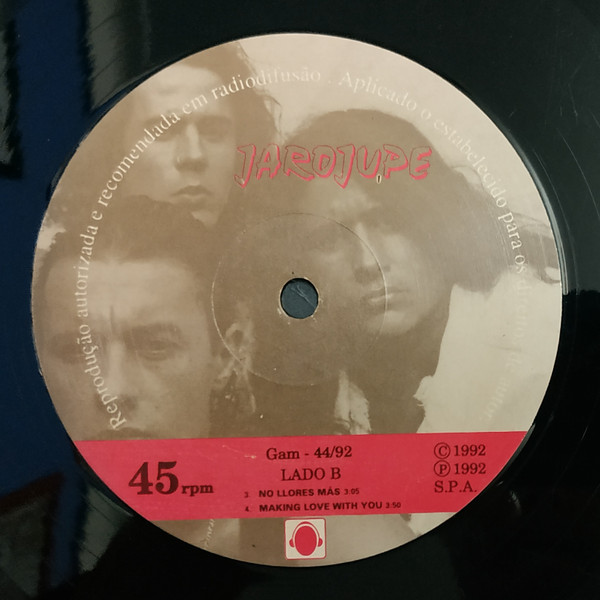 Reprodução autorizada e recomendada em radiodifusão . Aplicado o estabelecido para os
JAROJUPE
45 rpm
Gam - 44/92
LADO B
3. NO LLORES MÁS 3:05
4. MAKING LOVE WITH YOU 3:50
© 1992
℗ 1992
S.P.A.